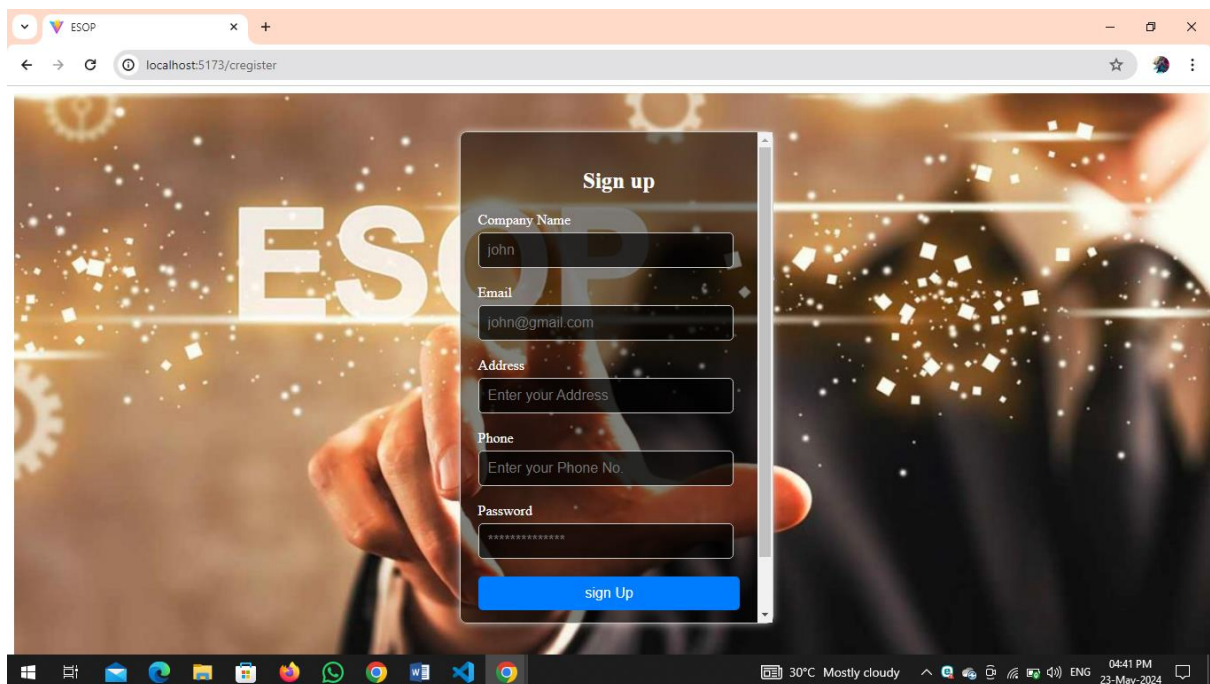 ESOP
localhost:5173/cregister
ESOP
Sign up
Company Name
john
Email
john@gmail.com
Address
Enter your Address
Phone
Enter your Phone No.
Password
**************
sign Up
30°C Mostly cloudy
ENG
04:41 PM
23-May-2024